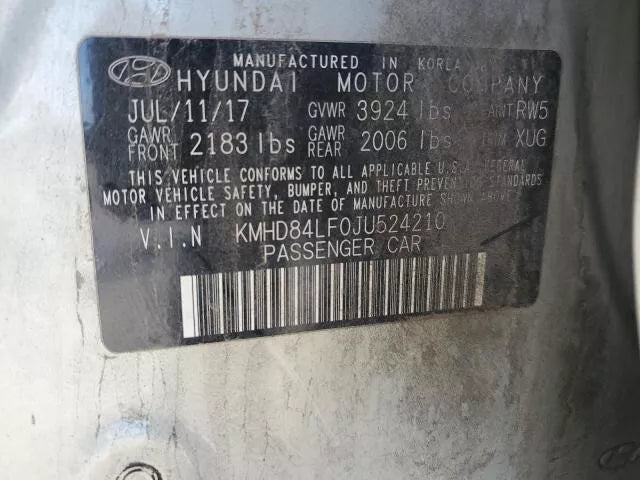 MANUFACTURED IN KOREA
HYUNDAI MOTOR COMPANY
JUL/11/17 GVWR 3924 lbs PAINT RW5
GAWR FRONT 2183 lbs GAWR REAR 2006 lbs TRIM XUG
THIS VEHICLE CONFORMS TO ALL APPLICABLE U.S.A. FEDERAL
MOTOR VEHICLE SAFETY, BUMPER, AND THEFT PREVENTION STANDARDS
IN EFFECT ON THE DATE OF MANUFACTURE SHOWN ABOVE.
V.I.N KMHD84LF0JU524210
PASSENGER CAR